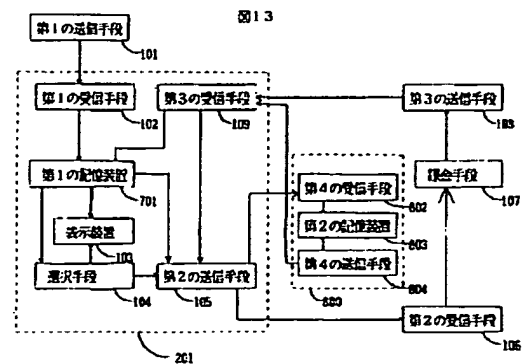 図13
第1の送信手段
101
第1の受信手段
102
第3の受信手段
109
第3の送信手段
108
第1の記憶装置
701
第4の受信手段
802
課金手段
107
表示装置
103
第2の記憶装置
803
選択手段
104
第2の送信手段
105
第4の送信手段
804
800
第2の受信手段
106
201